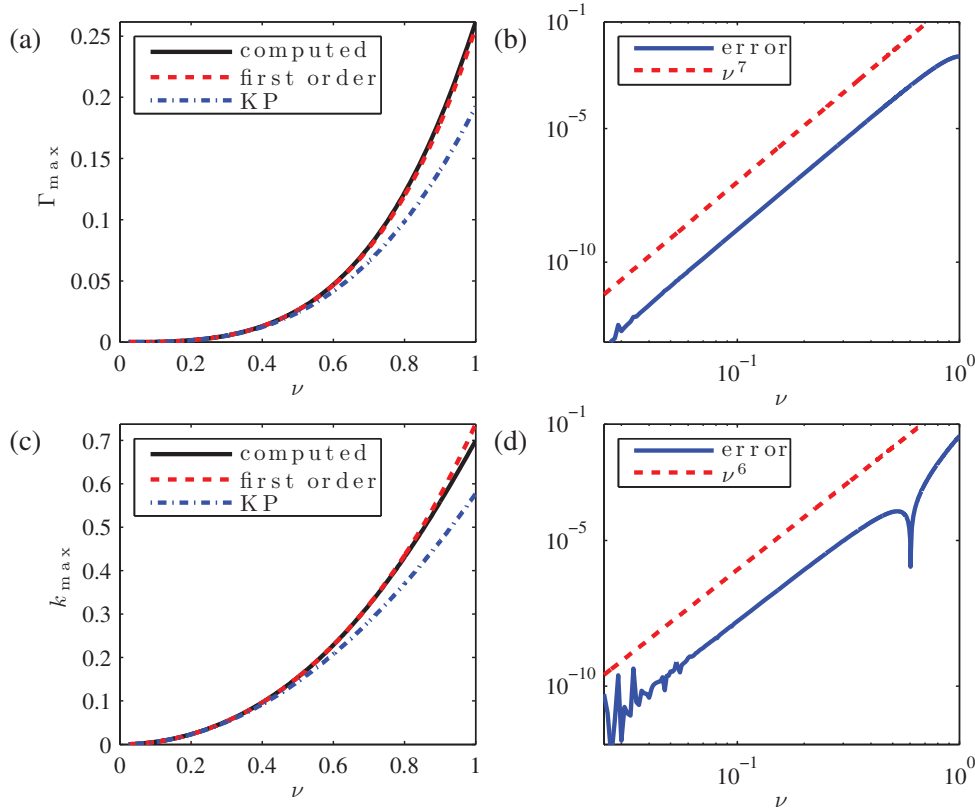 (a)
computed
first order
KP
0.25
0.2
0.15
0.1
0.05
0
Γmax
0 0.2 0.4 0.6 0.8 1
ν
(b)
error
ν⁷
10⁻¹
10⁻⁵
10⁻¹⁰
10⁻¹ 10⁰
ν
(c)
computed
first order
KP
0.7
0.6
0.5
0.4
0.3
0.2
0.1
0
kmax
0 0.2 0.4 0.6 0.8 1
ν
(d)
error
ν⁶
10⁻¹
10⁻⁵
10⁻¹⁰
10⁻¹ 10⁰
ν